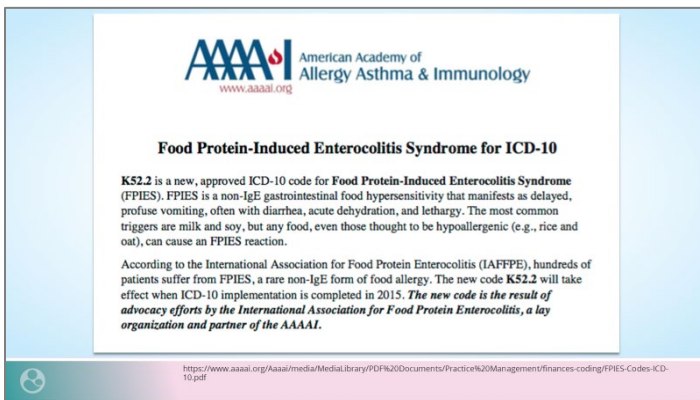 AAAAI
American Academy of
Allergy Asthma & Immunology
www.aaaai.org
Food Protein-Induced Enterocolitis Syndrome for ICD-10
K52.2 is a new, approved ICD-10 code for Food Protein-Induced Enterocolitis Syndrome
(FPIES). FPIES is a non-IgE gastrointestinal food hypersensitivity that manifests as delayed,
profuse vomiting, often with diarrhea, acute dehydration, and lethargy. The most common
triggers are milk and soy, but any food, even those thought to be hypoallergenic (e.g., rice and
oat), can cause an FPIES reaction.
According to the International Association for Food Protein Enterocolitis (IAFFPE), hundreds of
patients suffer from FPIES, a rare non-IgE form of food allergy. The new code K52.2 will take
effect when ICD-10 implementation is completed in 2015. The new code is the result of
advocacy efforts by the International Association for Food Protein Enterocolitis, a lay
organization and partner of the AAAAI.
https://www.aaaai.org/Aaaai/media/MediaLibrary/PDF%20Documents/Practice%20Management/finances-coding/FPIES-Codes-ICD-
10.pdf